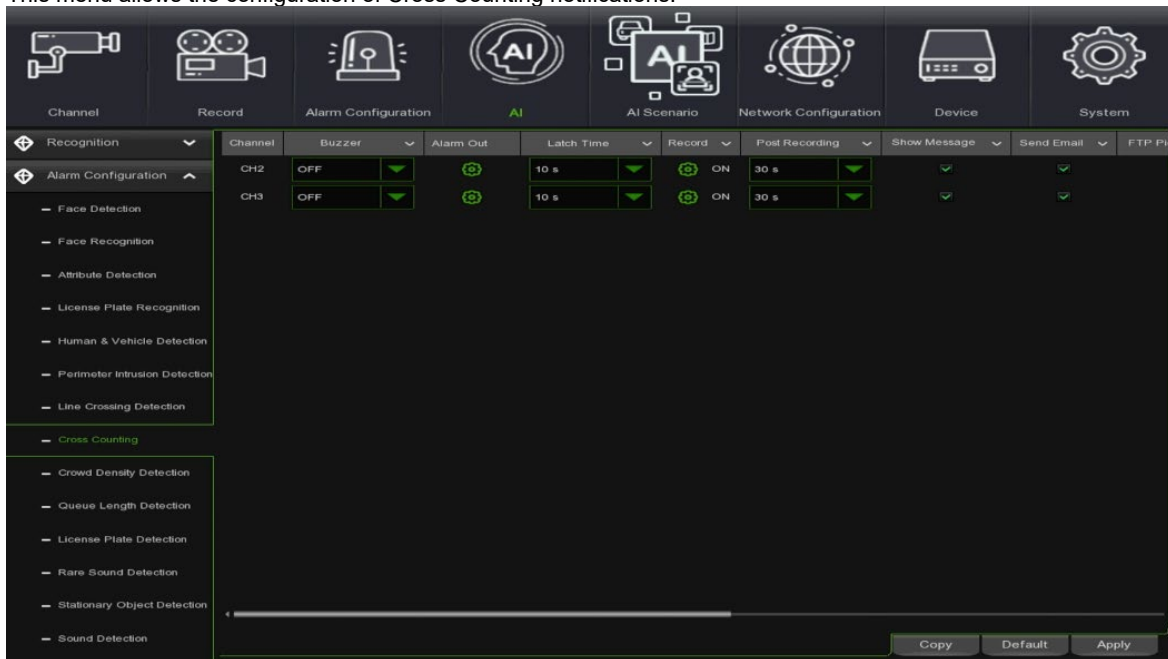 This menu allows the configuration of Cross Counting notifications.
AI
AI
Channel Record Alarm Configuration AI AI Scenario Network Configuration Device System
Recognition
Channel Buzzer Alarm Out Latch Time Record Post Recording Show Message Send Email FTP Pi
Alarm Configuration
CH2 OFF 10 s ON 30 s
CH3 OFF 10 s ON 30 s
Face Detection
Face Recognition
Attribute Detection
License Plate Recognition
Human & Vehicle Detection
Perimeter Intrusion Detection
Line Crossing Detection
Cross Counting
Crowd Density Detection
Queue Length Detection
License Plate Detection
Rare Sound Detection
Stationary Object Detection
Sound Detection
Copy Default Apply